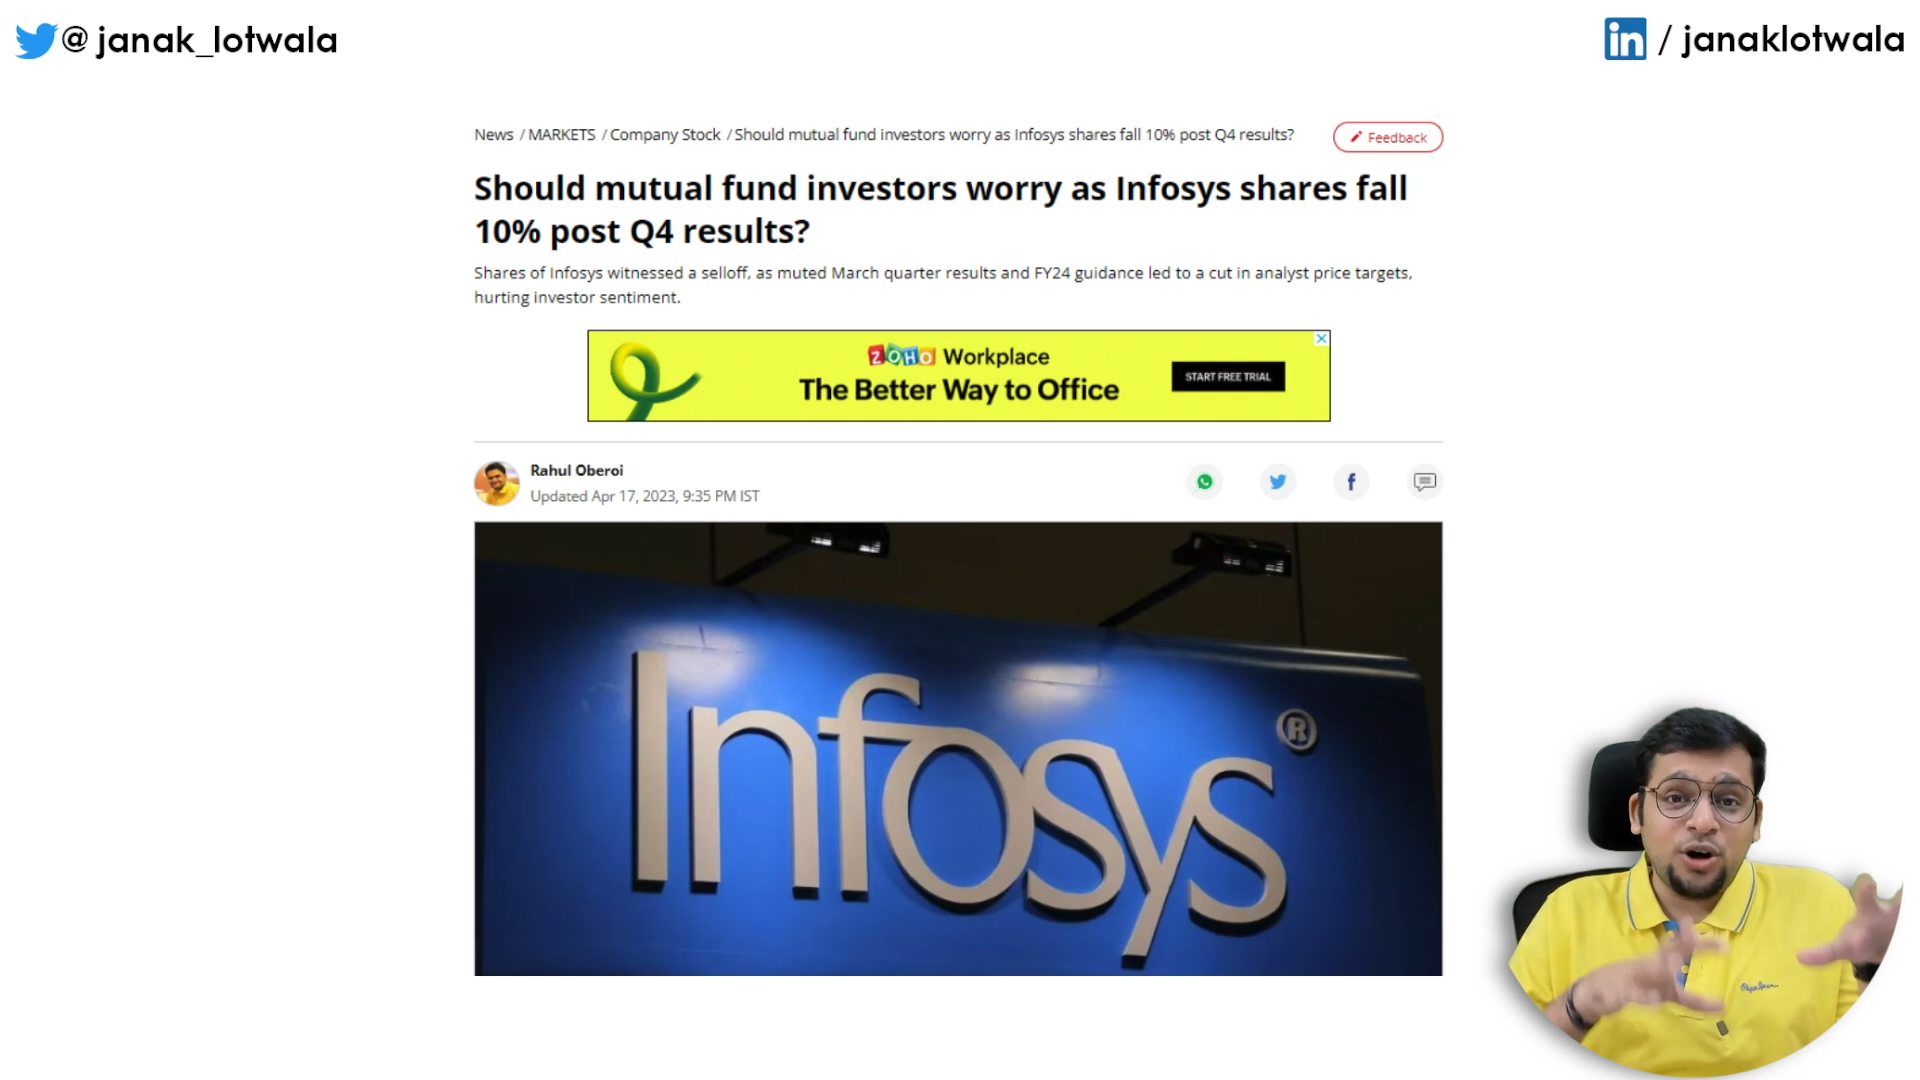 @ janak_lotwala
in / janaklotwala
News / MARKETS / Company Stock / Should mutual fund investors worry as Infosys shares fall 10% post Q4 results?
Feedback
Should mutual fund investors worry as Infosys shares fall
10% post Q4 results?
Shares of Infosys witnessed a selloff, as muted March quarter results and FY24 guidance led to a cut in analyst price targets,
hurting investor sentiment.
ZOHO Workplace
The Better Way to Office
START FREE TRIAL
Rahul Oberoi
Updated Apr 17, 2023, 9:35 PM IST
Infosys®
Pepe Jeans